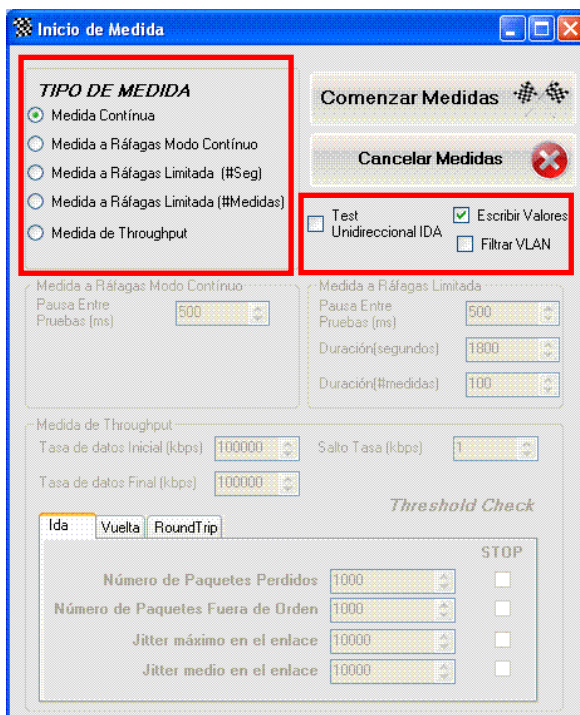 Inicio de Medida
TIPO DE MEDIDA
Medida Contínua
Medida a Ráfagas Modo Contínuo
Medida a Ráfagas Limitada (#Seg)
Medida a Ráfagas Limitada (#Medidas)
Medida de Throughput
Comenzar Medidas
Cancelar Medidas
Test
Unidireccional IDA
Escribir Valores
Filtrar VLAN
Medida a Ráfagas Modo Contínuo
Pausa Entre
Pruebas (ms)
500
Medida a Ráfagas Limitada
Pausa Entre
Pruebas (ms)
500
Duración(segundos)
1800
Duración(#medidas)
100
Medida de Throughput
Tasa de datos Inicial (kbps)
100000
Salto Tasa (kbps)
1
Tasa de datos Final (kbps)
100000
Threshold Check
Ida
Vuelta
RoundTrip
STOP
Número de Paquetes Perdidos
1000
Número de Paquetes Fuera de Orden
1000
Jitter máximo en el enlace
10000
Jitter medio en el enlace
10000